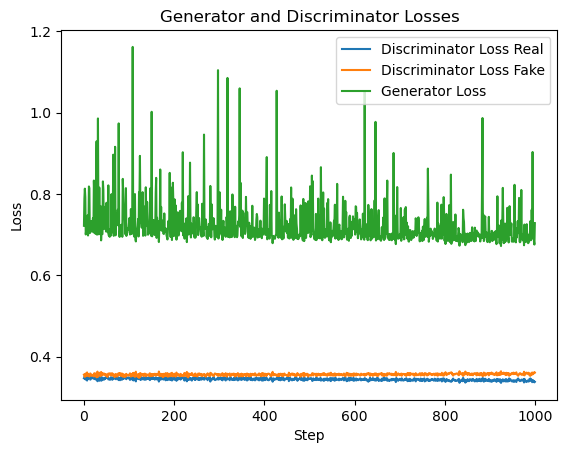 Generator and Discriminator Losses
Discriminator Loss Real
Discriminator Loss Fake
Generator Loss
Loss
1.2
1.0
0.8
0.6
0.4
0
200
400
600
800
1000
Step